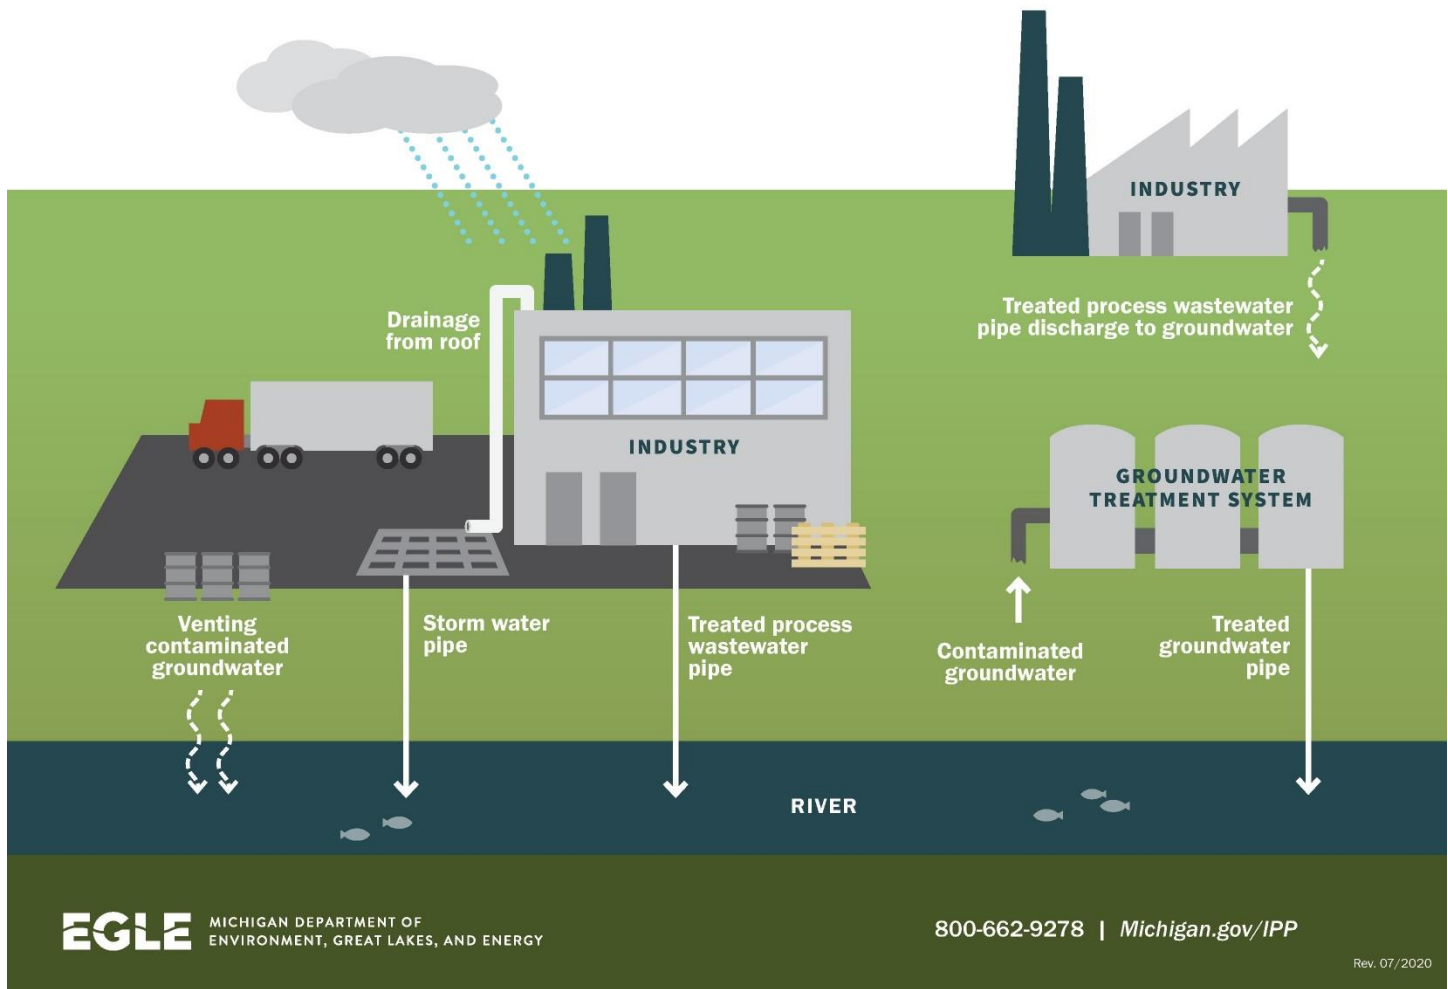 INDUSTRY
Treated process wastewater
pipe discharge to groundwater
Drainage
from roof
INDUSTRY
GROUNDWATER
TREATMENT SYSTEM
Venting
contaminated
groundwater
Storm water
pipe
Treated process
wastewater
pipe
Contaminated
groundwater
Treated
groundwater
pipe
RIVER
EGLE
MICHIGAN DEPARTMENT OF
ENVIRONMENT, GREAT LAKES, AND ENERGY
800-662-9278 | Michigan.gov/IPP
Rev. 07/2020